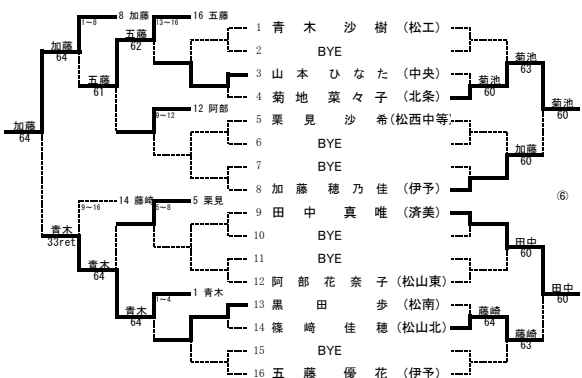 8 加藤
1～8
16 五藤
13～16
加藤
64
五藤
62
五藤
61
12 阿部
9～12
加藤
64
14 藤﨑
9～16
5 栗見
5～8
青木
33ret
青木
64
1 青木
1～4
青木
64
1 青木 沙樹 (松工)
2 BYE
3 山本 ひなた (中央)
4 菊地 菜々子 (北条)
5 栗見 沙希 (松西中等)
6 BYE
7 BYE
8 加藤 穂乃佳 (伊予)
9 田中 真唯 (済美)
10 BYE
11 BYE
12 阿部 花奈子 (松山東)
13 黒田 歩 (松南)
14 篠﨑 佳穂 (松山北)
15 BYE
16 五藤 優花 (伊予)
菊池
60
菊池
63
加藤
60
菊池
60
⑥
田中
60
藤崎
64
藤崎
63
田中
60